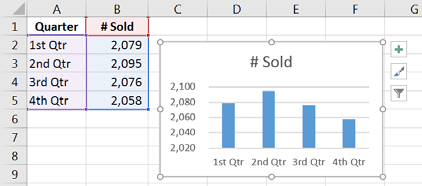 A B C D E F G
1 Quarter # Sold
2 1st Qtr 2,079
3 2nd Qtr 2,095
4 3rd Qtr 2,076
5 4th Qtr 2,058
6
7
8
9
# Sold
2,100
2,080
2,060
2,040
2,020
1st Qtr 2nd Qtr 3rd Qtr 4th Qtr